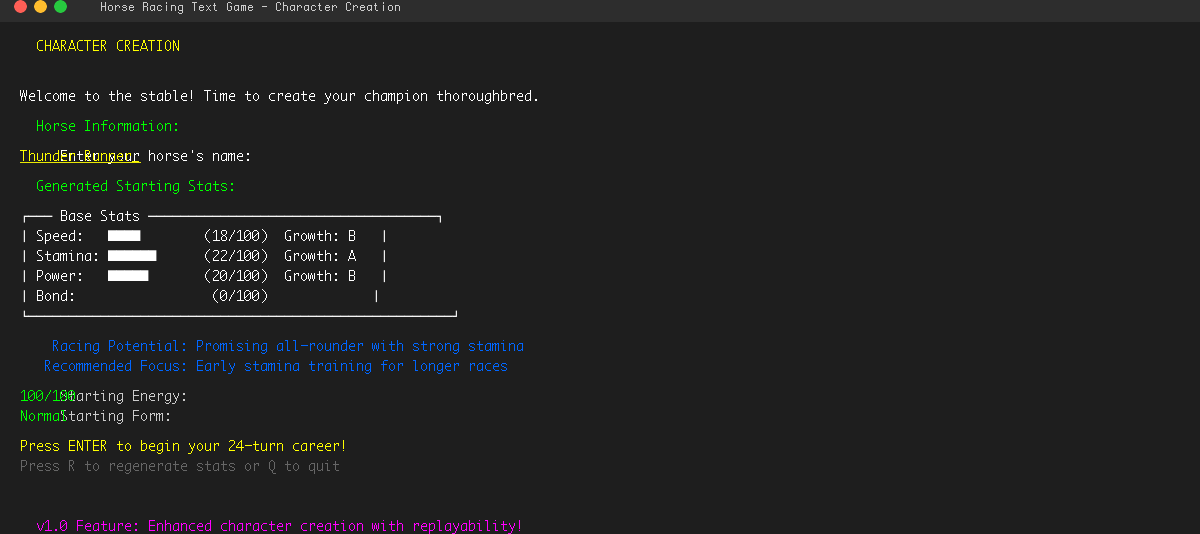 Horse Racing Text Game - Character Creation
CHARACTER CREATION
Welcome to the stable! Time to create your champion thoroughbred.
Horse Information:
Enter your horse's name: Thunder Runner_
Generated Starting Stats:
Base Stats
Speed: (18/100) Growth: B
Stamina: (22/100) Growth: A
Power: (20/100) Growth: B
Bond: (0/100)
Racing Potential: Promising all-rounder with strong stamina
Recommended Focus: Early stamina training for longer races
Starting Energy: 100/100
Starting Form: Normal
Press ENTER to begin your 24-turn career!
Press R to regenerate stats or Q to quit
v1.0 Feature: Enhanced character creation with replayability!